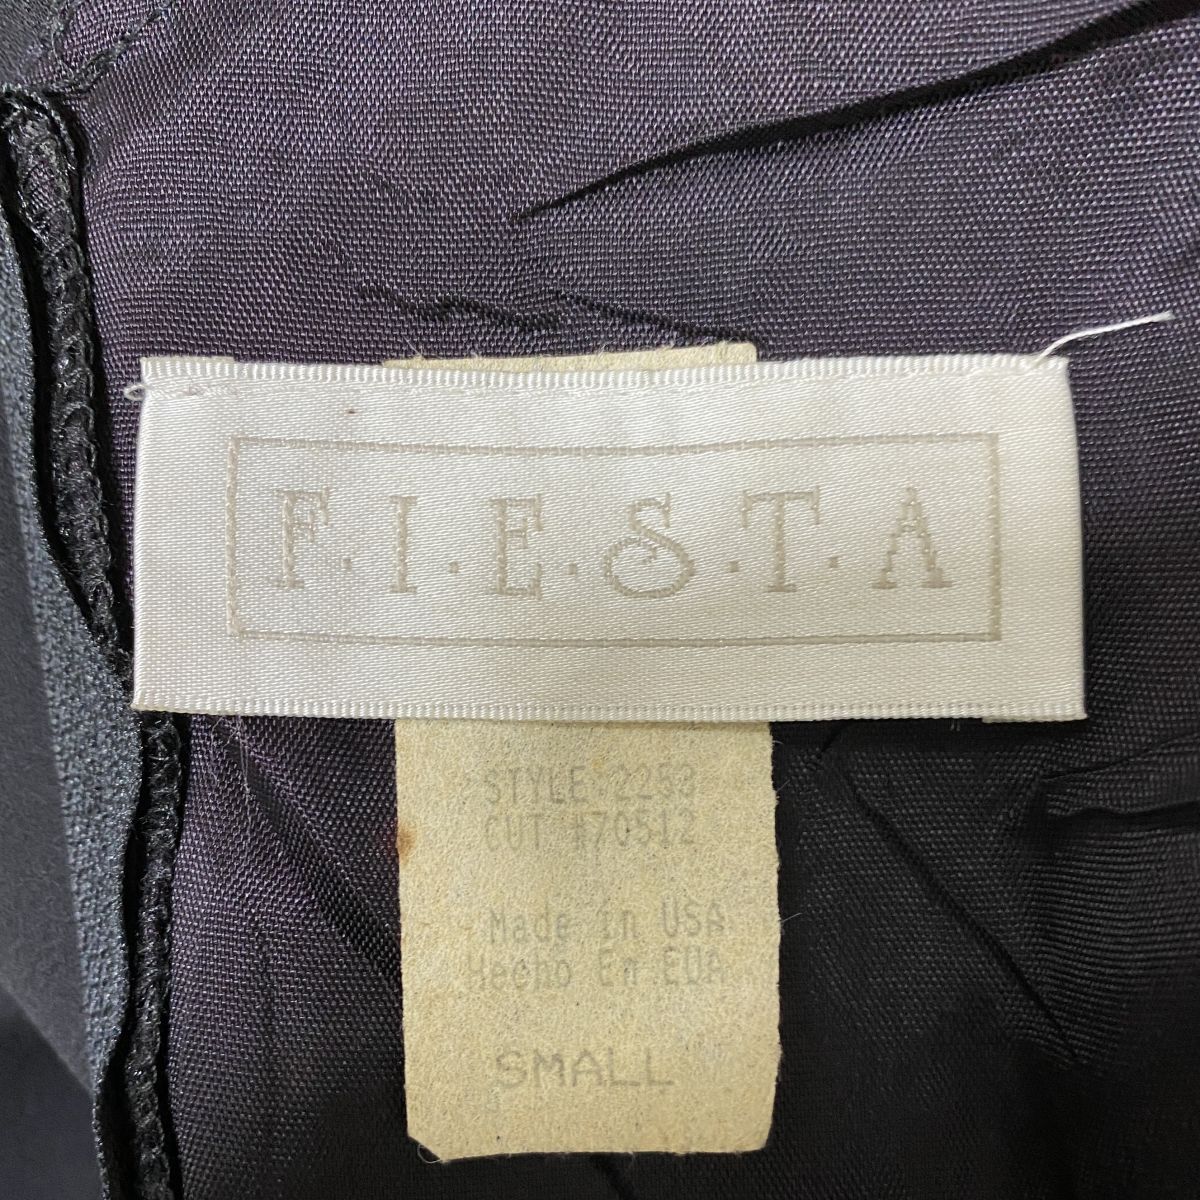 F.I.E.S.T.A
STYLE 2253
CUT #70512
Made in USA
Hecho En EUA
SMALL